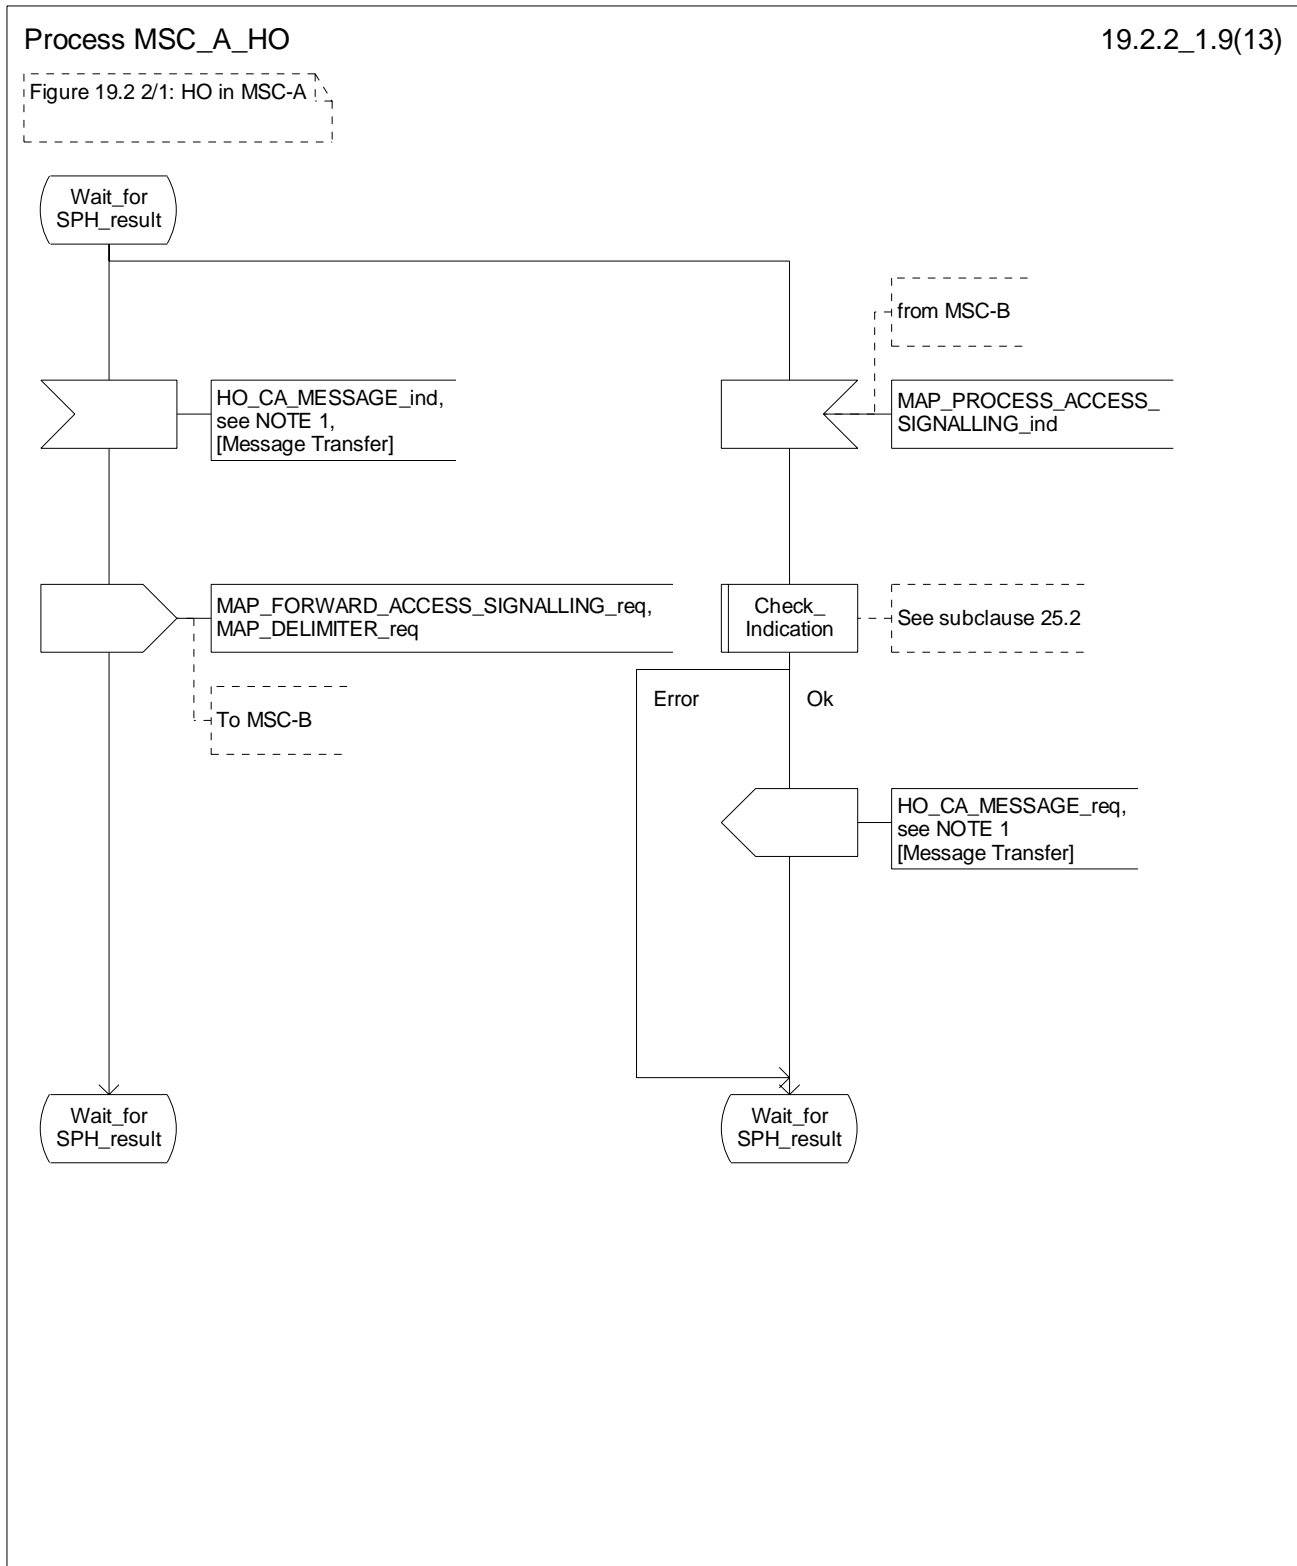 Process MSC_A_HO
19.2.2_1.9(13)
Figure 19.2 2/1: HO in MSC-A
Wait_for
SPH_result
from MSC-B
HO_CA_MESSAGE_ind,
see NOTE 1,
[Message Transfer]
MAP_PROCESS_ACCESS_
SIGNALLING_ind
MAP_FORWARD_ACCESS_SIGNALLING_req,
MAP_DELIMITER_req
Check_
Indication
See subclause 25.2
To MSC-B
Error
Ok
HO_CA_MESSAGE_req,
see NOTE 1
[Message Transfer]
Wait_for
SPH_result
Wait_for
SPH_result